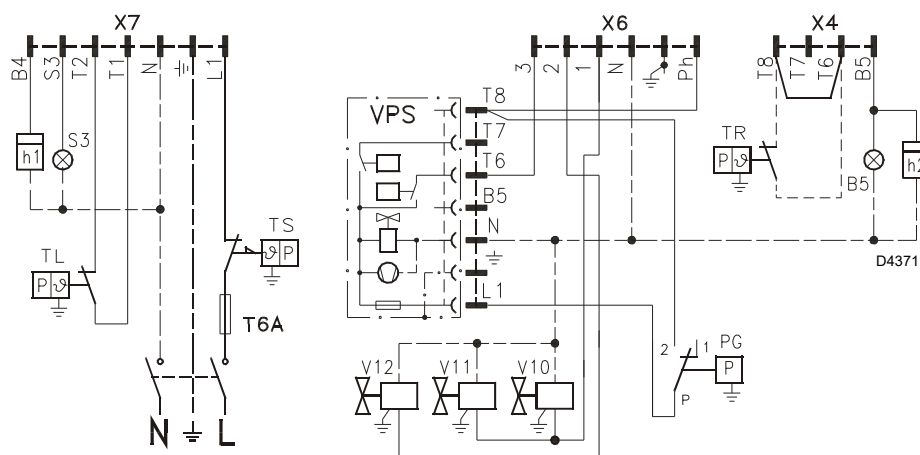 X7
X6
X4
B4
S3
T2
T1
N
L1
3
2
1
N
Ph
T8
T7
T6
B5
VPS
T8
T7
T6
B5
N
L1
h1
S3
TR
P ϑ
B5
h2
D4371
TS
ϑ P
TL
P ϑ
T6A
2
1
PG
P
P
V12
V11
V10
N
L